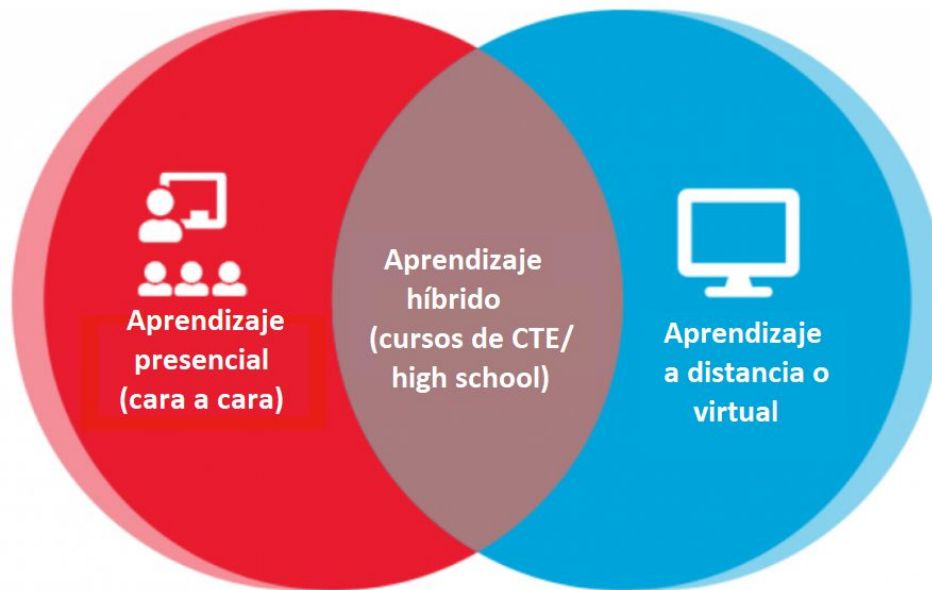 Aprendizaje
presencial
(cara a cara)
Aprendizaje
híbrido
(cursos de CTE/
high school)
Aprendizaje
a distancia o
virtual